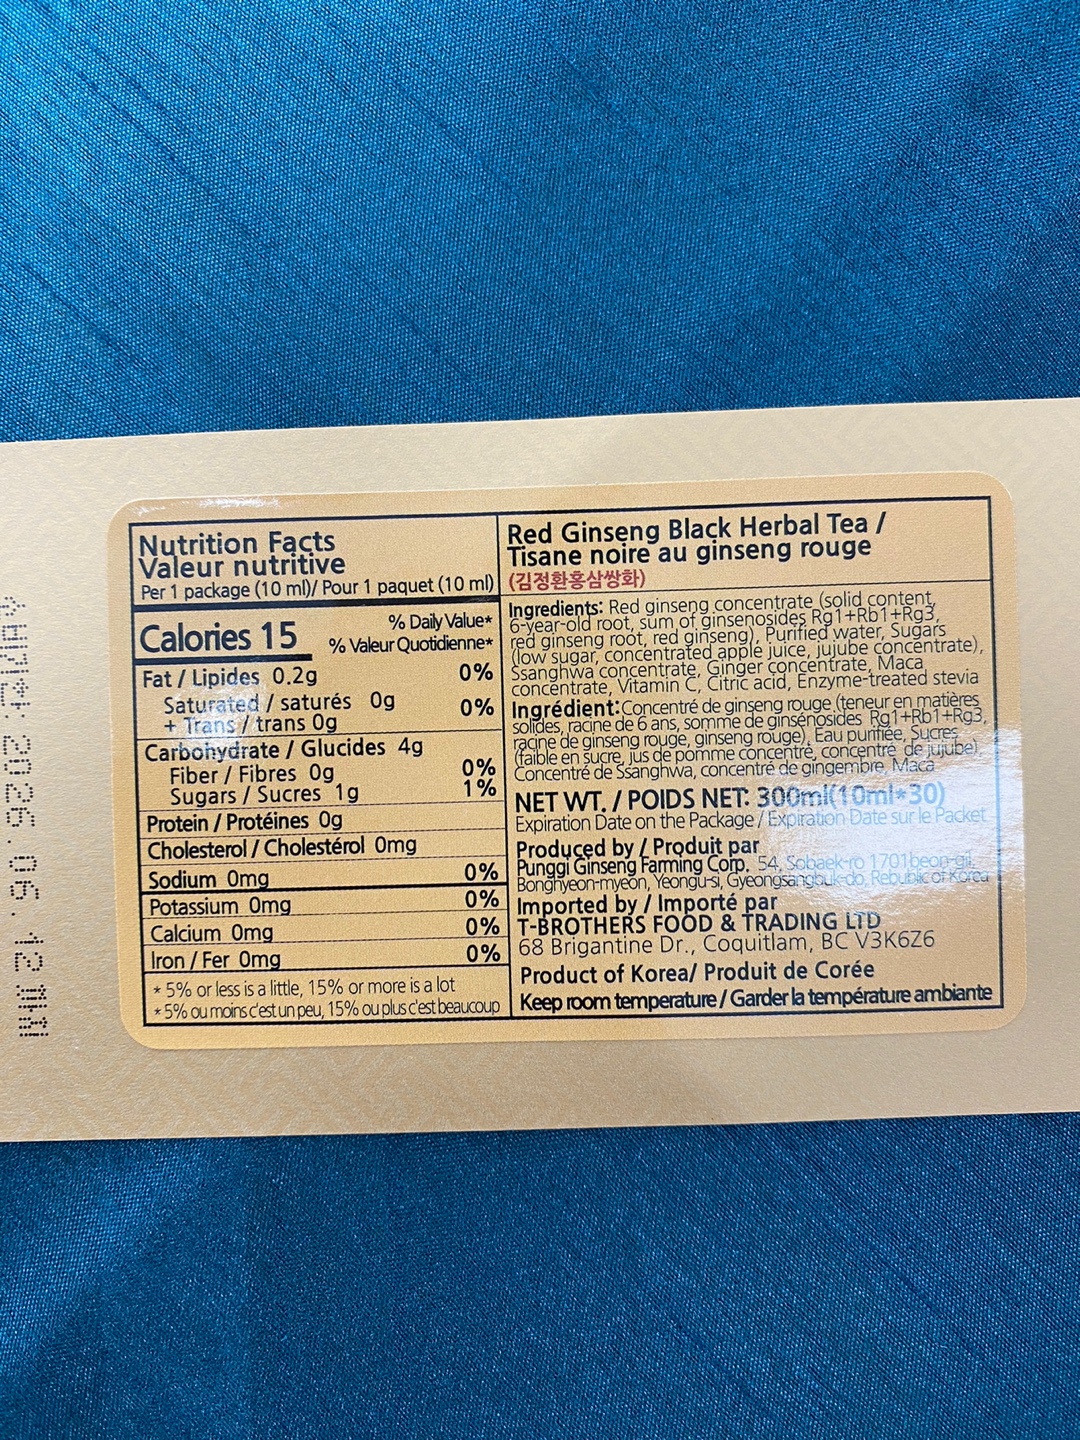 Nutrition Facts
Valeur nutritive
Per 1 package (10 ml)/ Pour 1 paquet (10 ml)
Calories 15
% Daily Value*
% Valeur Quotidienne*
Fat / Lipides 0.2g 0%
Saturated / saturés 0g
+ Trans / trans 0g 0%
Carbohydrate / Glucides 4g
Fiber / Fibres 0g 0%
Sugars / Sucres 1g 1%
Protein / Protéines 0g
Cholesterol / Cholestérol 0mg
Sodium 0mg 0%
Potassium 0mg 0%
Calcium 0mg 0%
Iron / Fer 0mg 0%
* 5% or less is a little, 15% or more is a lot
* 5% ou moins c'est un peu, 15% ou plus c'est beaucoup
Red Ginseng Black Herbal Tea /
Tisane noire au ginseng rouge
(김정환홍삼쌍화)
Ingredients: Red ginseng concentrate (solid content,
6-year-old root, sum of ginsenosides Rg1+Rb1+Rg3,
red ginseng root, red ginseng), Purified water, Sugars
(low sugar, concentrated apple juice, jujube concentrate),
Ssanghwa concentrate, Ginger concentrate, Maca
concentrate, Vitamin C, Citric acid, Enzyme-treated stevia
Ingrédient: Concentré de ginseng rouge (teneur en matières
solides, racine de 6 ans, somme de ginsénosides Rg1+Rb1+Rg3,
racine de ginseng rouge, ginseng rouge), Eau purifiée, Sucres
(faible en sucre, jus de pomme concentré, concentré de jujube),
Concentré de Ssanghwa, concentré de gingembre, Maca
NET WT. / POIDS NET: 300ml(10ml*30)
Expiration Date on the Package / Expiration Date sur le Packet
Produced by / Produit par
Punggi Ginseng Farming Corp. 54, Sobaek-ro 1701beon-gil,
Bonghyeon-myeon, Yeongu-si, Gyeongsangbuk-do, Rebublic of Korea
Imported by / Importé par
T-BROTHERS FOOD & TRADING LTD
68 Brigantine Dr., Coquitlam, BC V3K6Z6
Product of Korea/ Produit de Corée
Keep room temperature / Garder la température ambiante
2026.06.12